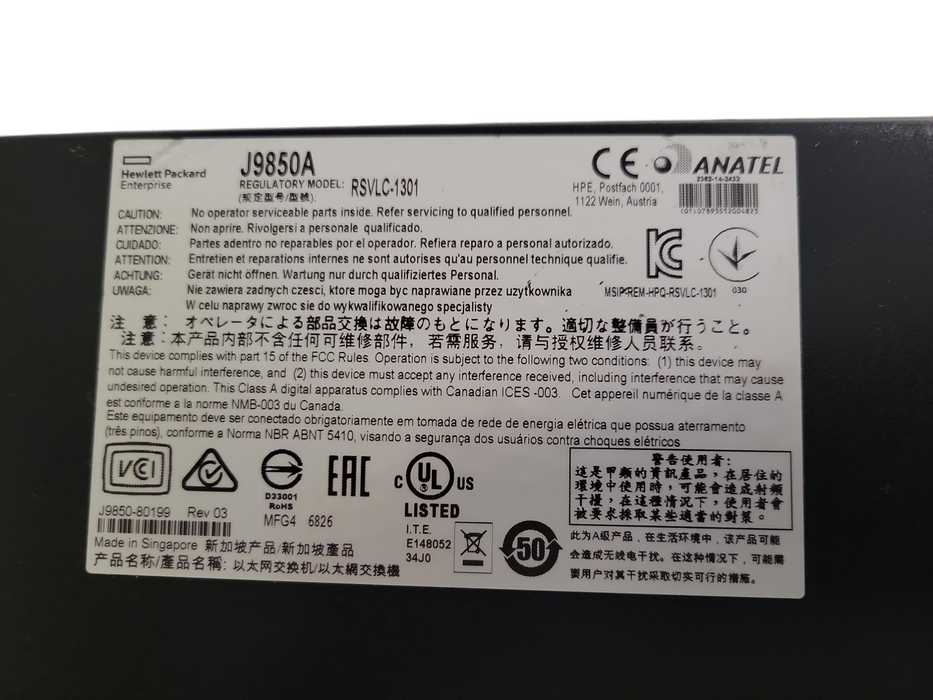 Hewlett Packard
Enterprise
J9850A
REGULATORY MODEL: RSVLC-1301
(規定型号/型號):
CE
ANATEL
2382-14-2432
HPE, Postfach 0001,
1122 Wein, Austria
(01)07893512004823
CAUTION: No operator serviceable parts inside. Refer servicing to qualified personnel.
ATTENZIONE: Non aprire. Rivolgersi a personale qualificado.
CUIDADO: Partes adentro no reparables por el operador. Refiera reparo a personal autorizado.
ATTENTION: Entretien et reparations internes ne sont autorises qu'au personnel technique qualifie.
ACHTUNG: Gerät nicht öffnen. Wartung nur durch qualifiziertes Personal.
UWAGA: Nie zawiera zadnych czesci, ktore moga byc naprawiane przez uzytkownika
W celu naprawy zwroc sie do wykwalifikowanego specjalisty
KC
MSIP-REM-HPQ-RSVLC-1301
030
注 意: オペレータによる部品交換は故障のもとになります。適切な整備員が行うこと。
注意:本产品内部不含任何可维修部件, 若需服务, 请与授权维修人员联系。
This device complies with part 15 of the FCC Rules. Operation is subject to the following two conditions: (1) this device may
not cause harmful interference, and (2) this device must accept any interference received, including interference that may cause
undesired operation. This Class A digital apparatus complies with Canadian ICES -003. Cet appareil numérique de la classe A
est conforme a la norme NMB-003 du Canada.
Este equipamento deve ser conectado obrigatoriamente em tomada de rede de energia elétrica que possua aterramento
(três pinos), conforme a Norma NBR ABNT 5410, visando a segurança dos usuários contra choques elétricos
VCI
D33001
RoHS
EAC
c UL US
LISTED
I.T.E.
E148052
34J0
50
J9850-80199 Rev 03
MFG4 6826
Made in Singapore 新加坡产品/新加坡產品
产品名称/產品名稱: 以太网交换机/以太網交換機
警告使用者:
這是甲類的資訊產品, 在居住的
環境中使用時, 可能會造成射頻
干擾, 在這種情況下, 使用者會
被要求採取某些適當的對策。
此为A级产品, 在生活环境中, 该产品可能
会造成无线电干扰。在这种情况下, 可能需
要用户对其干扰采取切实可行的措施。